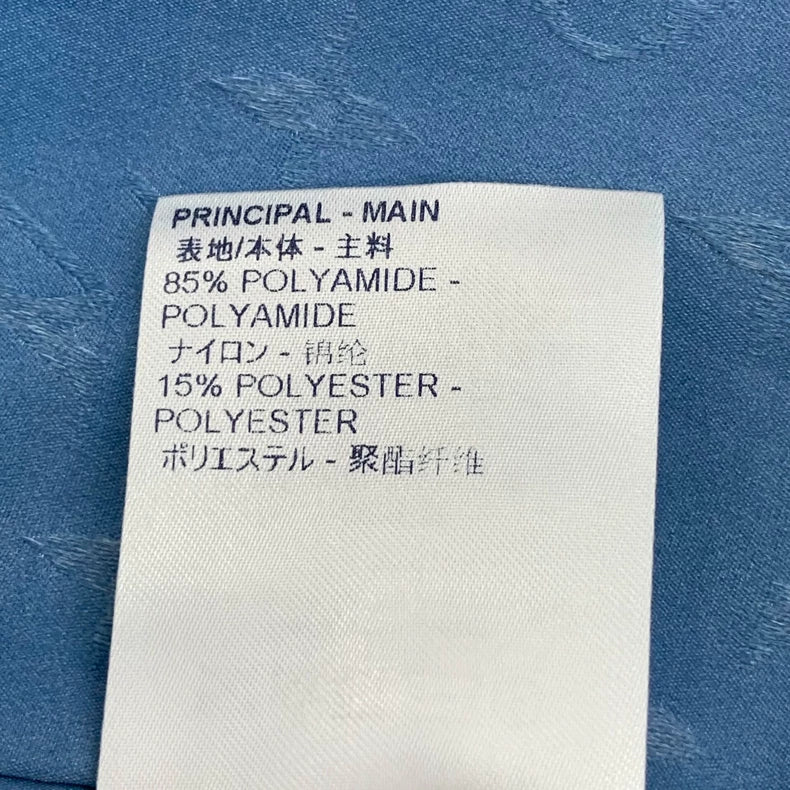 PRINCIPAL - MAIN
表地/本体 - 主料
85% POLYAMIDE -
POLYAMIDE
ナイロン - 锦纶
15% POLYESTER -
POLYESTER
ポリエステル - 聚酯纤维